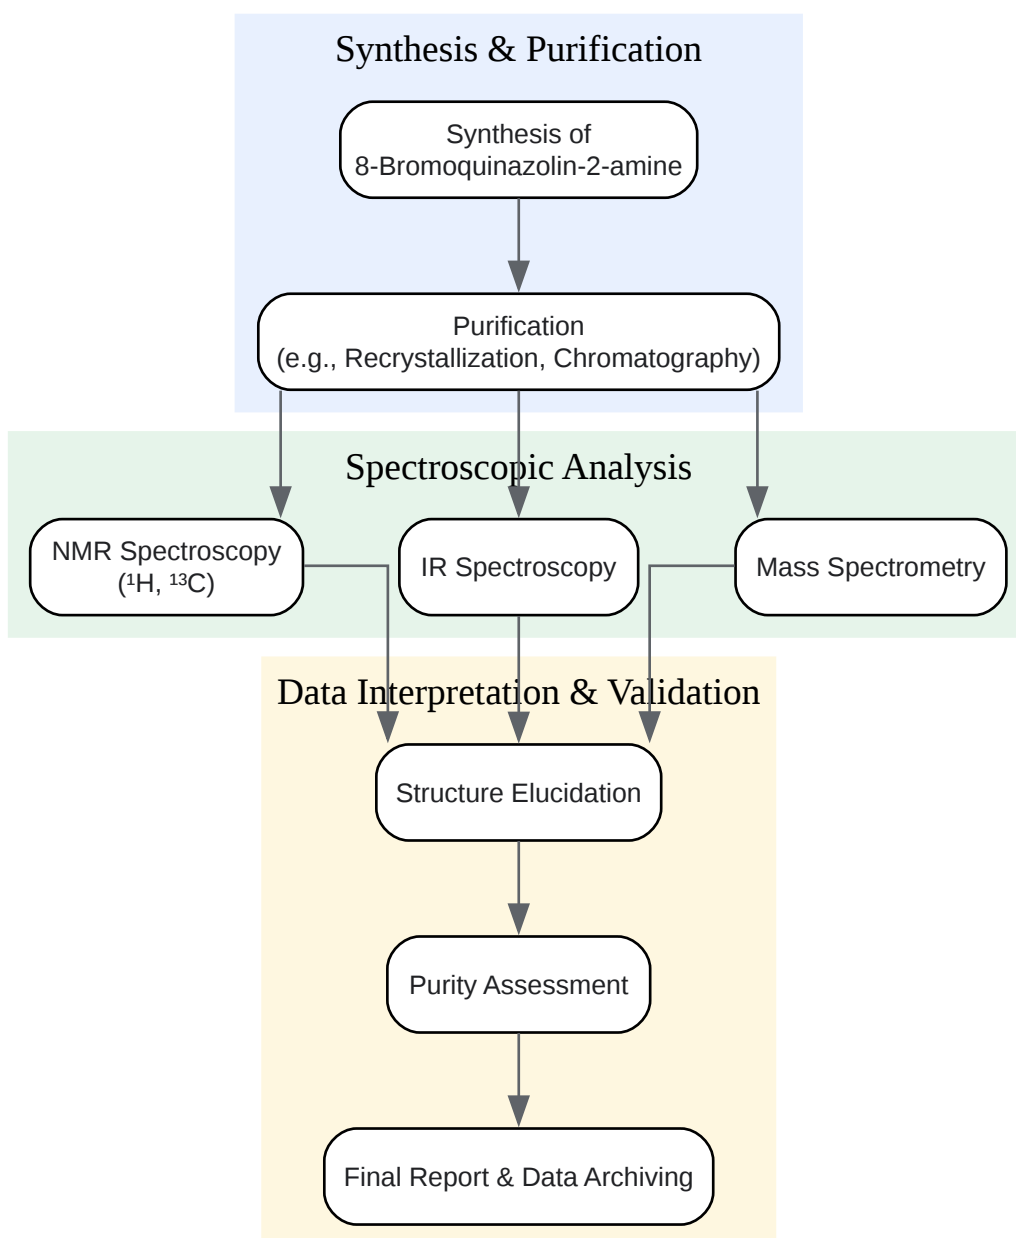 Synthesis & Purification
Synthesis of
8-Bromoquinazolin-2-amine
Purification
(e.g., Recrystallization, Chromatography)
Spectroscopic Analysis
NMR Spectroscopy
(¹H, ¹³C)
IR Spectroscopy
Mass Spectrometry
Data Interpretation & Validation
Structure Elucidation
Purity Assessment
Final Report & Data Archiving